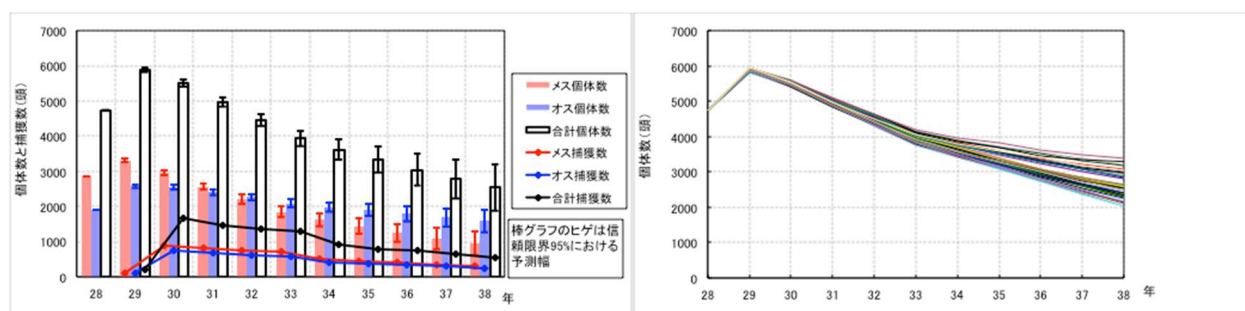 個体数と捕獲数(頭)
7000
6000
5000
4000
3000
2000
1000
0
28 29 30 31 32 33 34 35 36 37 38 年
メス個体数
オス個体数
合計個体数
メス捕獲数
オス捕獲数
合計捕獲数
棒グラフのヒゲは信
頼限界95%における
予測幅
個体数(頭)
7000
6000
5000
4000
3000
2000
1000
0
28 29 30 31 32 33 34 35 36 37 38 年